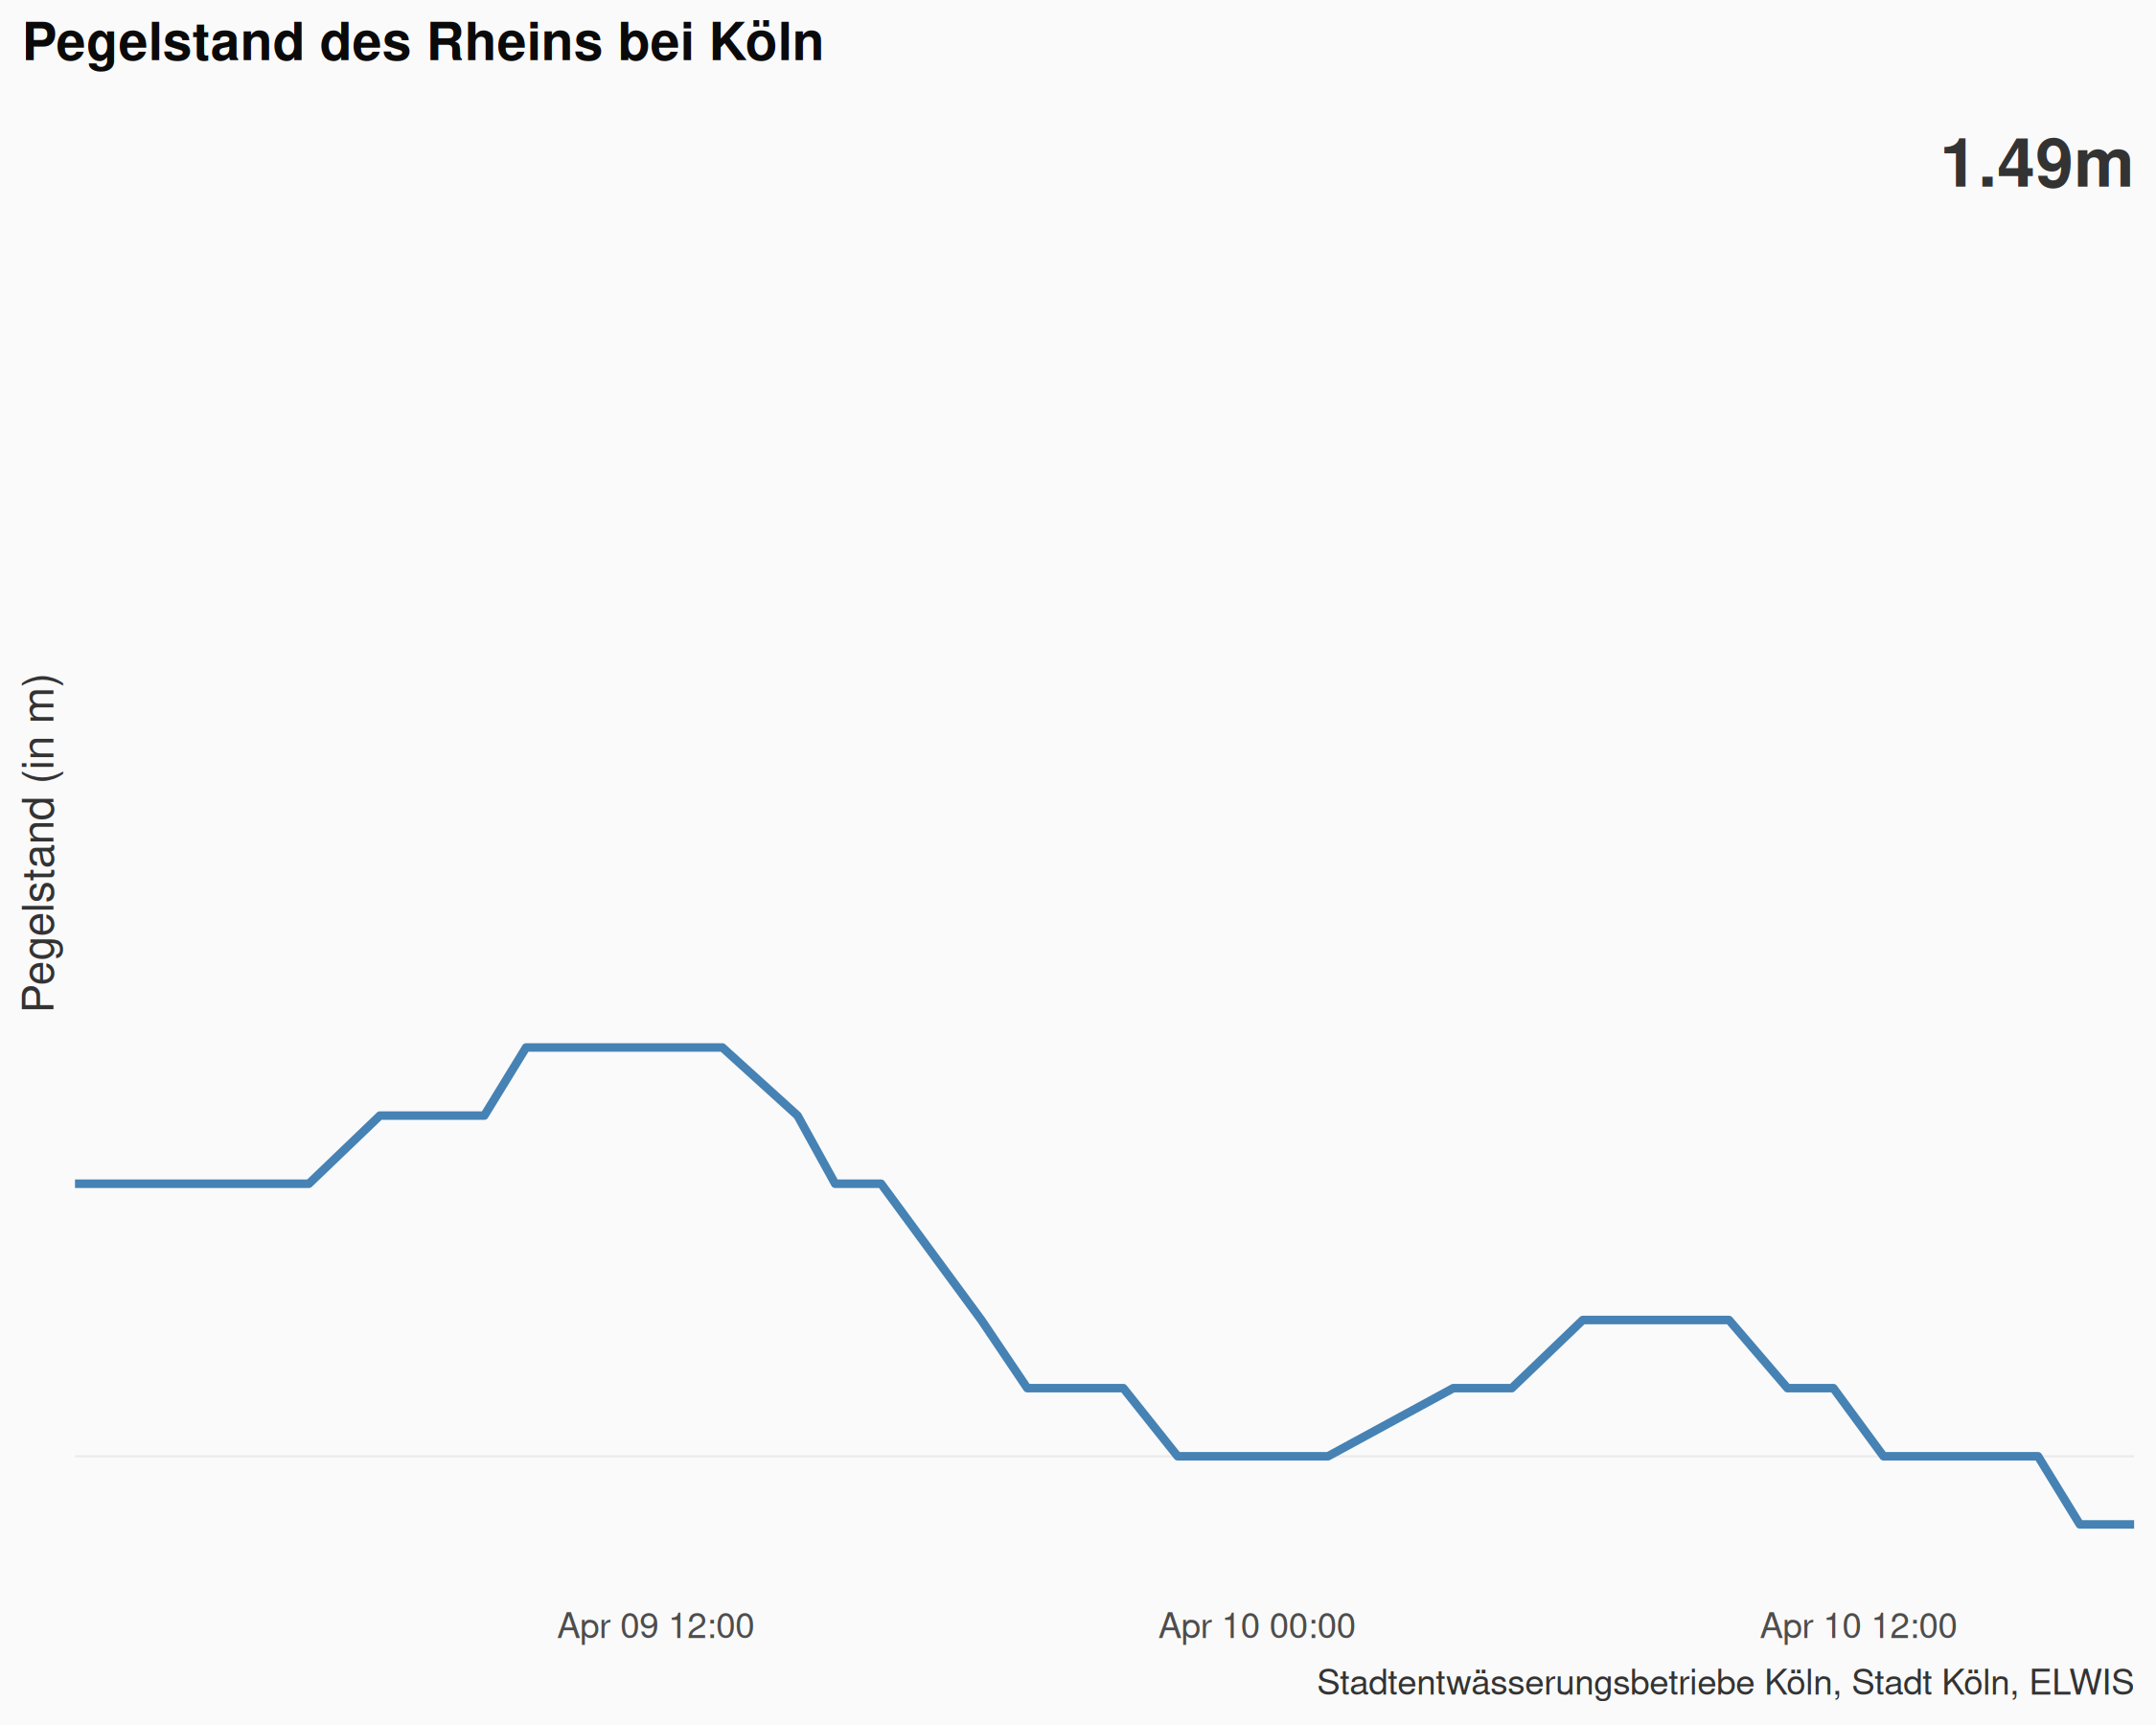 Pegelstand des Rheins bei Köln
1.49m
Pegelstand (in m)
Apr 09 12:00
Apr 10 00:00
Apr 10 12:00
Stadtentwässerungsbetriebe Köln, Stadt Köln, ELWIS